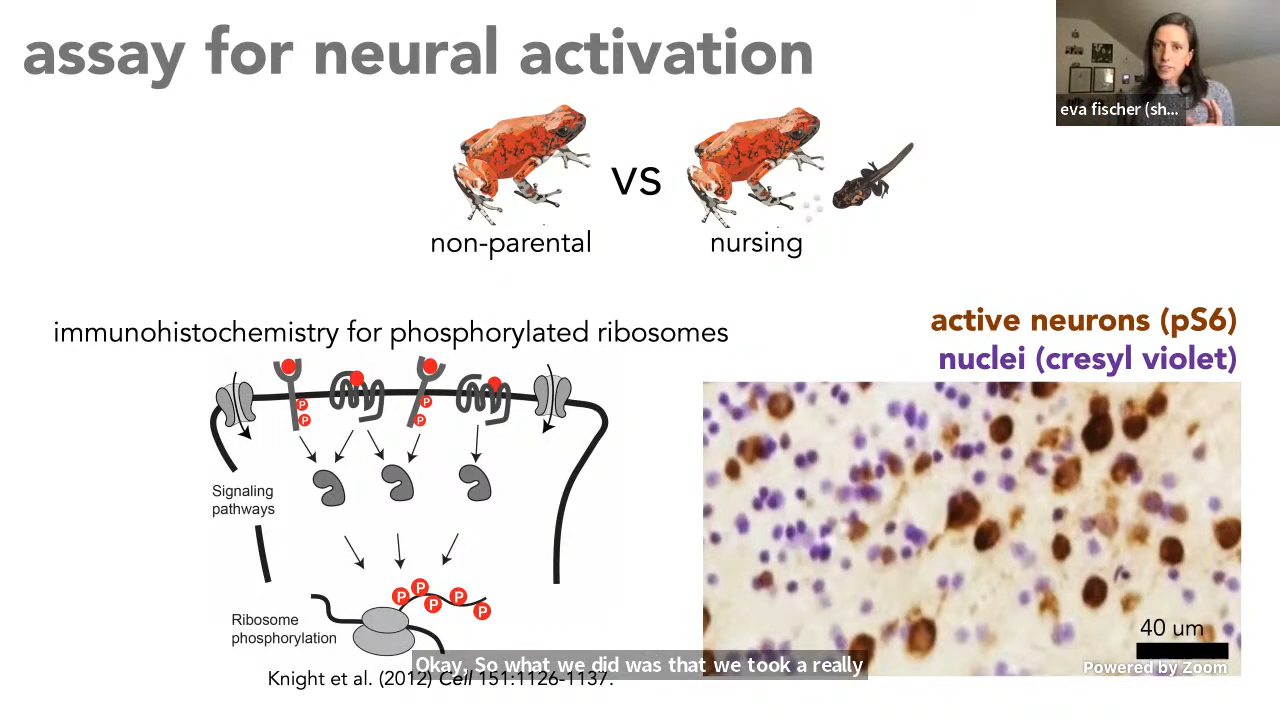 assay for neural activation
eva fischer (sh...
vs
non-parental
nursing
immunohistochemistry for phosphorylated ribosomes
active neurons (pS6)
nuclei (cresyl violet)
P
P
P
P
Signaling
pathways
P
P
P
P
P
Ribosome
phosphorylation
40 um
Okay, So what we did was that we took a really
Powered by Zoom
Knight et al. (2012) Cell 151:1126-1137.